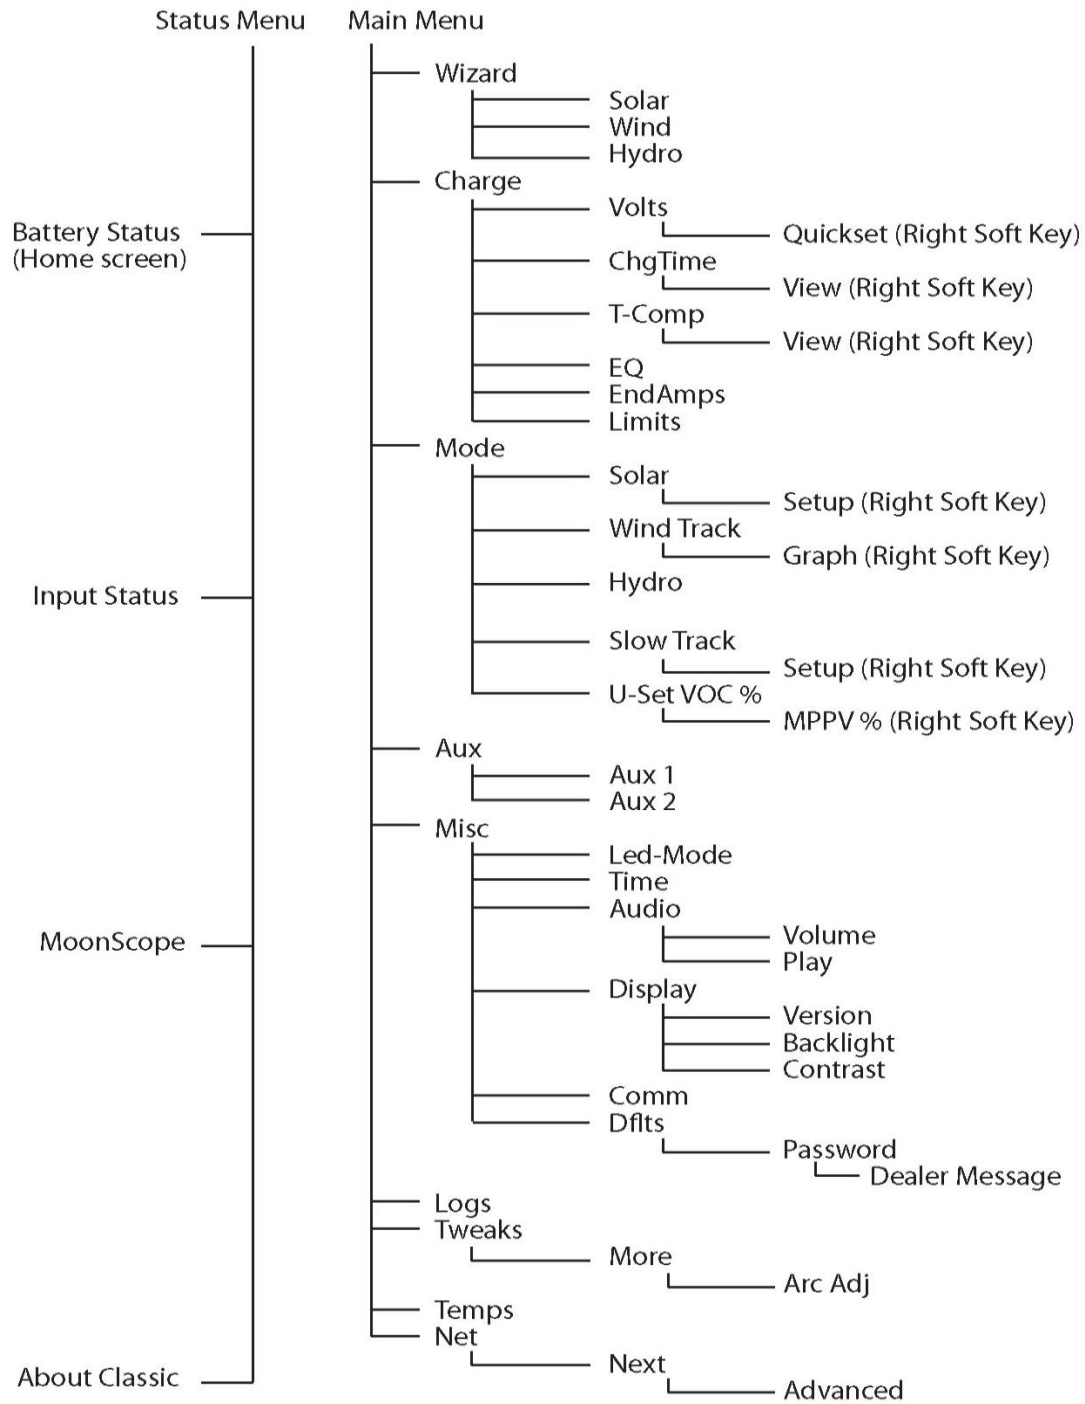 Status Menu
Main Menu
Wizard
Solar
Wind
Hydro
Charge
Volts
Battery Status
(Home screen)
Quickset (Right Soft Key)
ChgTime
View (Right Soft Key)
T-Comp
View (Right Soft Key)
EQ
EndAmps
Limits
Mode
Solar
Setup (Right Soft Key)
Wind Track
Graph (Right Soft Key)
Hydro
Input Status
Slow Track
Setup (Right Soft Key)
U-Set VOC %
MPPV % (Right Soft Key)
Aux
Aux 1
Aux 2
Misc
Led-Mode
Time
Audio
Volume
MoonScope
Play
Display
Version
Backlight
Contrast
Comm
Dflts
Password
Dealer Message
Logs
Tweaks
More
Arc Adj
Temps
Net
Next
About Classic
Advanced